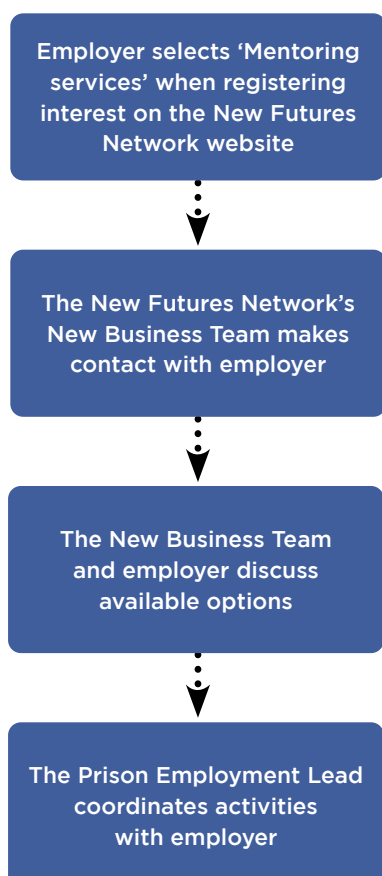 Employer selects ‘Mentoring
services’ when registering
interest on the New Futures
Network website
The New Futures Network’s
New Business Team makes
contact with employer
The New Business Team
and employer discuss
available options
The Prison Employment Lead
coordinates activities
with employer